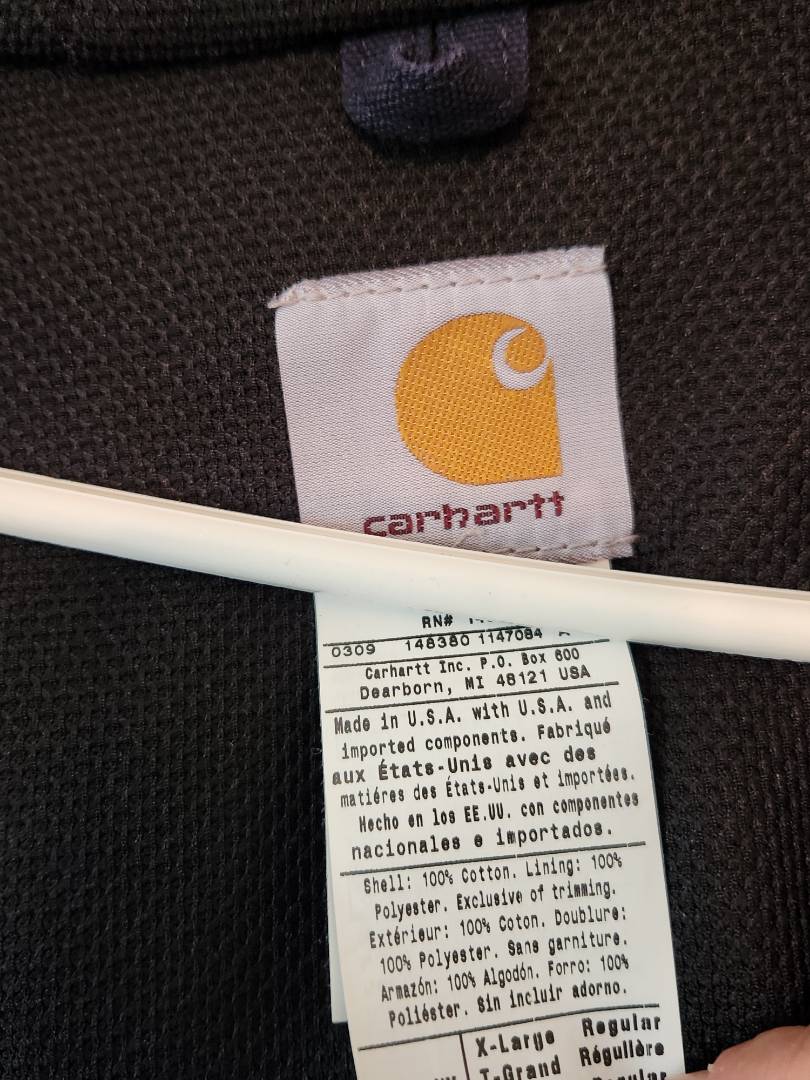 carhartt
RN#
0309 148380 1147084 A
Carhartt Inc. P.O. Box 600
Dearborn, MI 48121 USA
Made in U.S.A. with U.S.A. and
imported components. Fabriqué
aux États-Unis avec des
matiéres des États-Unis et importées.
Hecho en los EE.UU. con componentes
nacionales e importados.
Shell: 100% Cotton. Lining: 100%
Polyester. Exclusive of trimming.
Extérieur: 100% Coton. Doublure:
100% Polyester. Sans garniture.
Armazón: 100% Algodón. Forro: 100%
Poliéster. Sin incluir adorno.
X-Large Regular
T-Grand Régulière